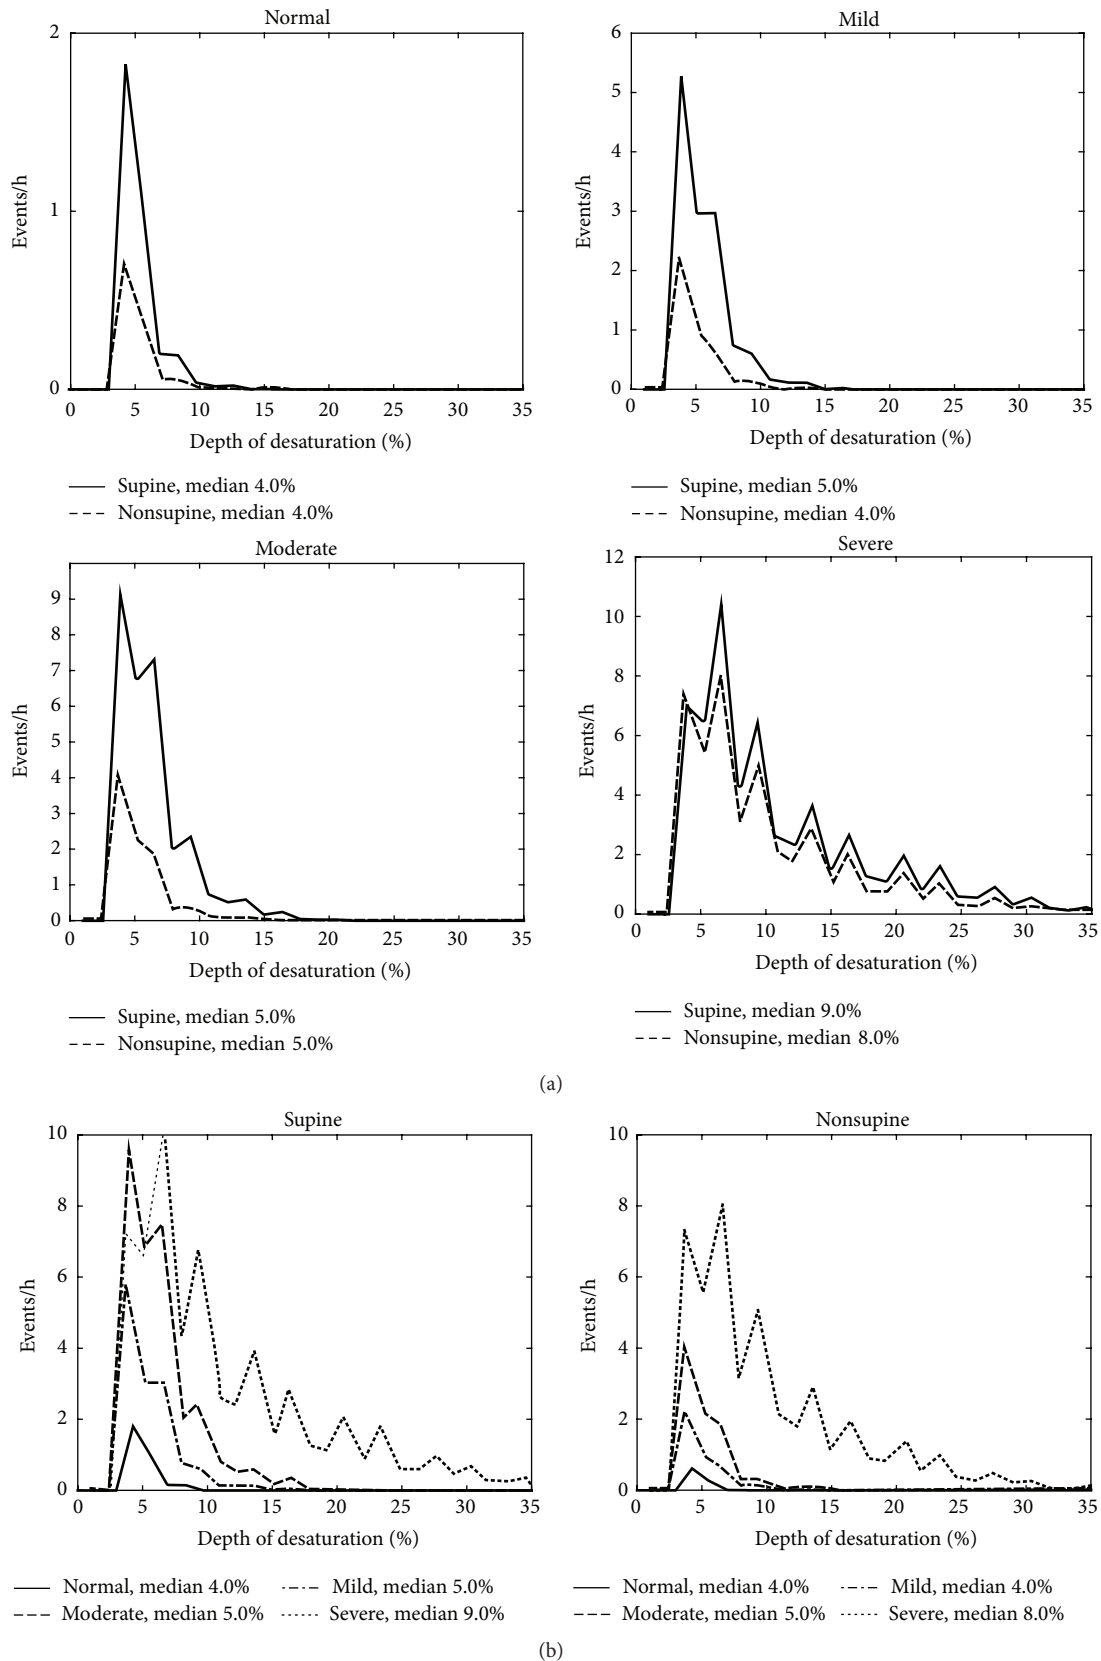 Normal
2
1
0
Events/h
0 5 10 15 20 25 30 35
Depth of desaturation (%)
Supine, median 4.0%
Nonsupine, median 4.0%
Mild
6
5
4
3
2
1
0
Events/h
0 5 10 15 20 25 30 35
Depth of desaturation (%)
Supine, median 5.0%
Nonsupine, median 4.0%
Moderate
9
8
7
6
5
4
3
2
1
0
Events/h
0 5 10 15 20 25 30 35
Depth of desaturation (%)
Supine, median 5.0%
Nonsupine, median 5.0%
Severe
12
10
8
6
4
2
0
Events/h
0 5 10 15 20 25 30 35
Depth of desaturation (%)
Supine, median 9.0%
Nonsupine, median 8.0%
(a)
Supine
10
8
6
4
2
0
Events/h
0 5 10 15 20 25 30 35
Depth of desaturation (%)
Normal, median 4.0% Mild, median 5.0%
Moderate, median 5.0% Severe, median 9.0%
Nonsupine
10
8
6
4
2
0
Events/h
0 5 10 15 20 25 30 35
Depth of desaturation (%)
Normal, median 4.0% Mild, median 4.0%
Moderate, median 5.0% Severe, median 8.0%
(b)